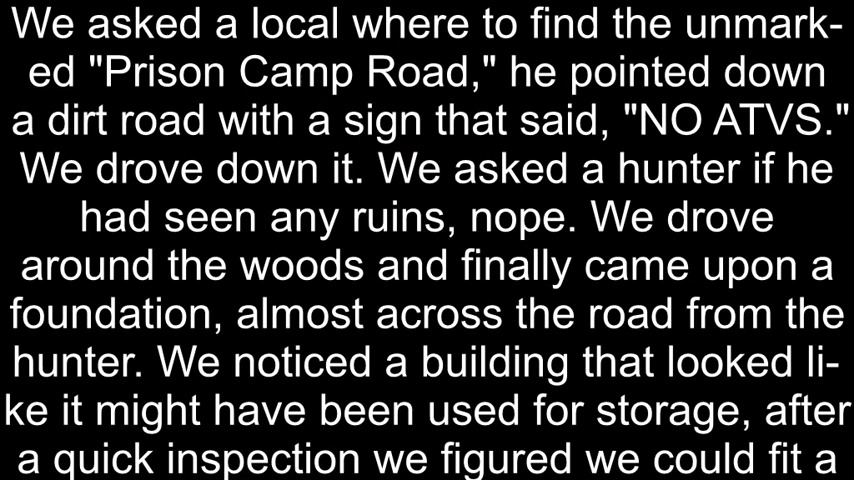 We asked a local where to find the unmark-
ed "Prison Camp Road," he pointed down
a dirt road with a sign that said, "NO ATVS."
We drove down it. We asked a hunter if he
had seen any ruins, nope. We drove
around the woods and finally came upon a
foundation, almost across the road from the
hunter. We noticed a building that looked li-
ke it might have been used for storage, after
a quick inspection we figured we could fit a